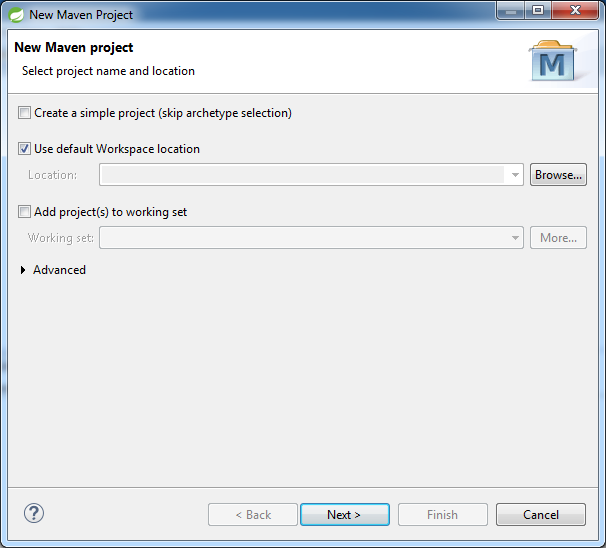 New Maven Project
New Maven project
Select project name and location
M
Create a simple project (skip archetype selection)
Use default Workspace location
Location:
Browse...
Add project(s) to working set
Working set:
More...
Advanced
?
< Back
Next >
Finish
Cancel